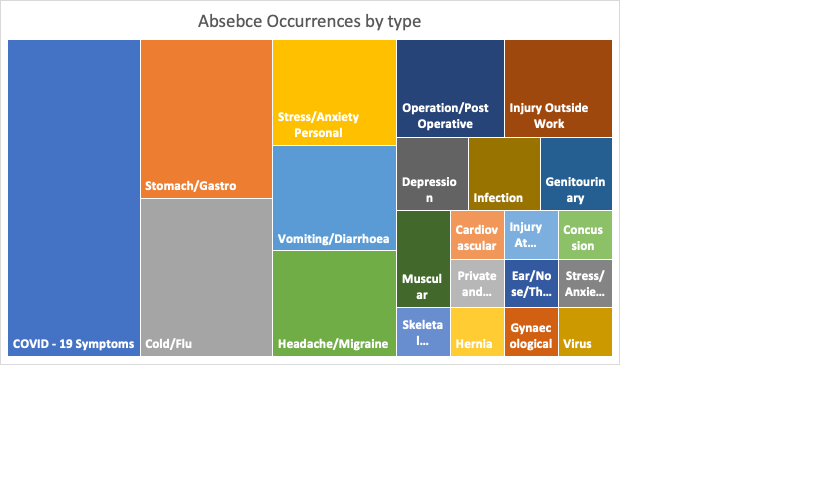 Absebce Occurrences by type
COVID - 19 Symptoms
Stomach/Gastro
Cold/Flu
Stress/Anxiety
Personal
Vomiting/Diarrhoea
Headache/Migraine
Operation/Post
Operative
Injury Outside
Work
Depressio
n
Infection
Genitourin
ary
Muscul
ar
Cardiov
ascular
Injury
At...
Concus
sion
Private
and...
Ear/No
se/Th...
Stress/
Anxie...
Skeleta
l...
Hernia
Gynaec
ological
Virus